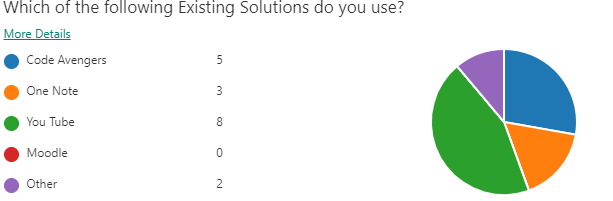 Which of the following Existing Solutions do you use?
More Details
Code Avengers 5
One Note 3
You Tube 8
Moodle 0
Other 2